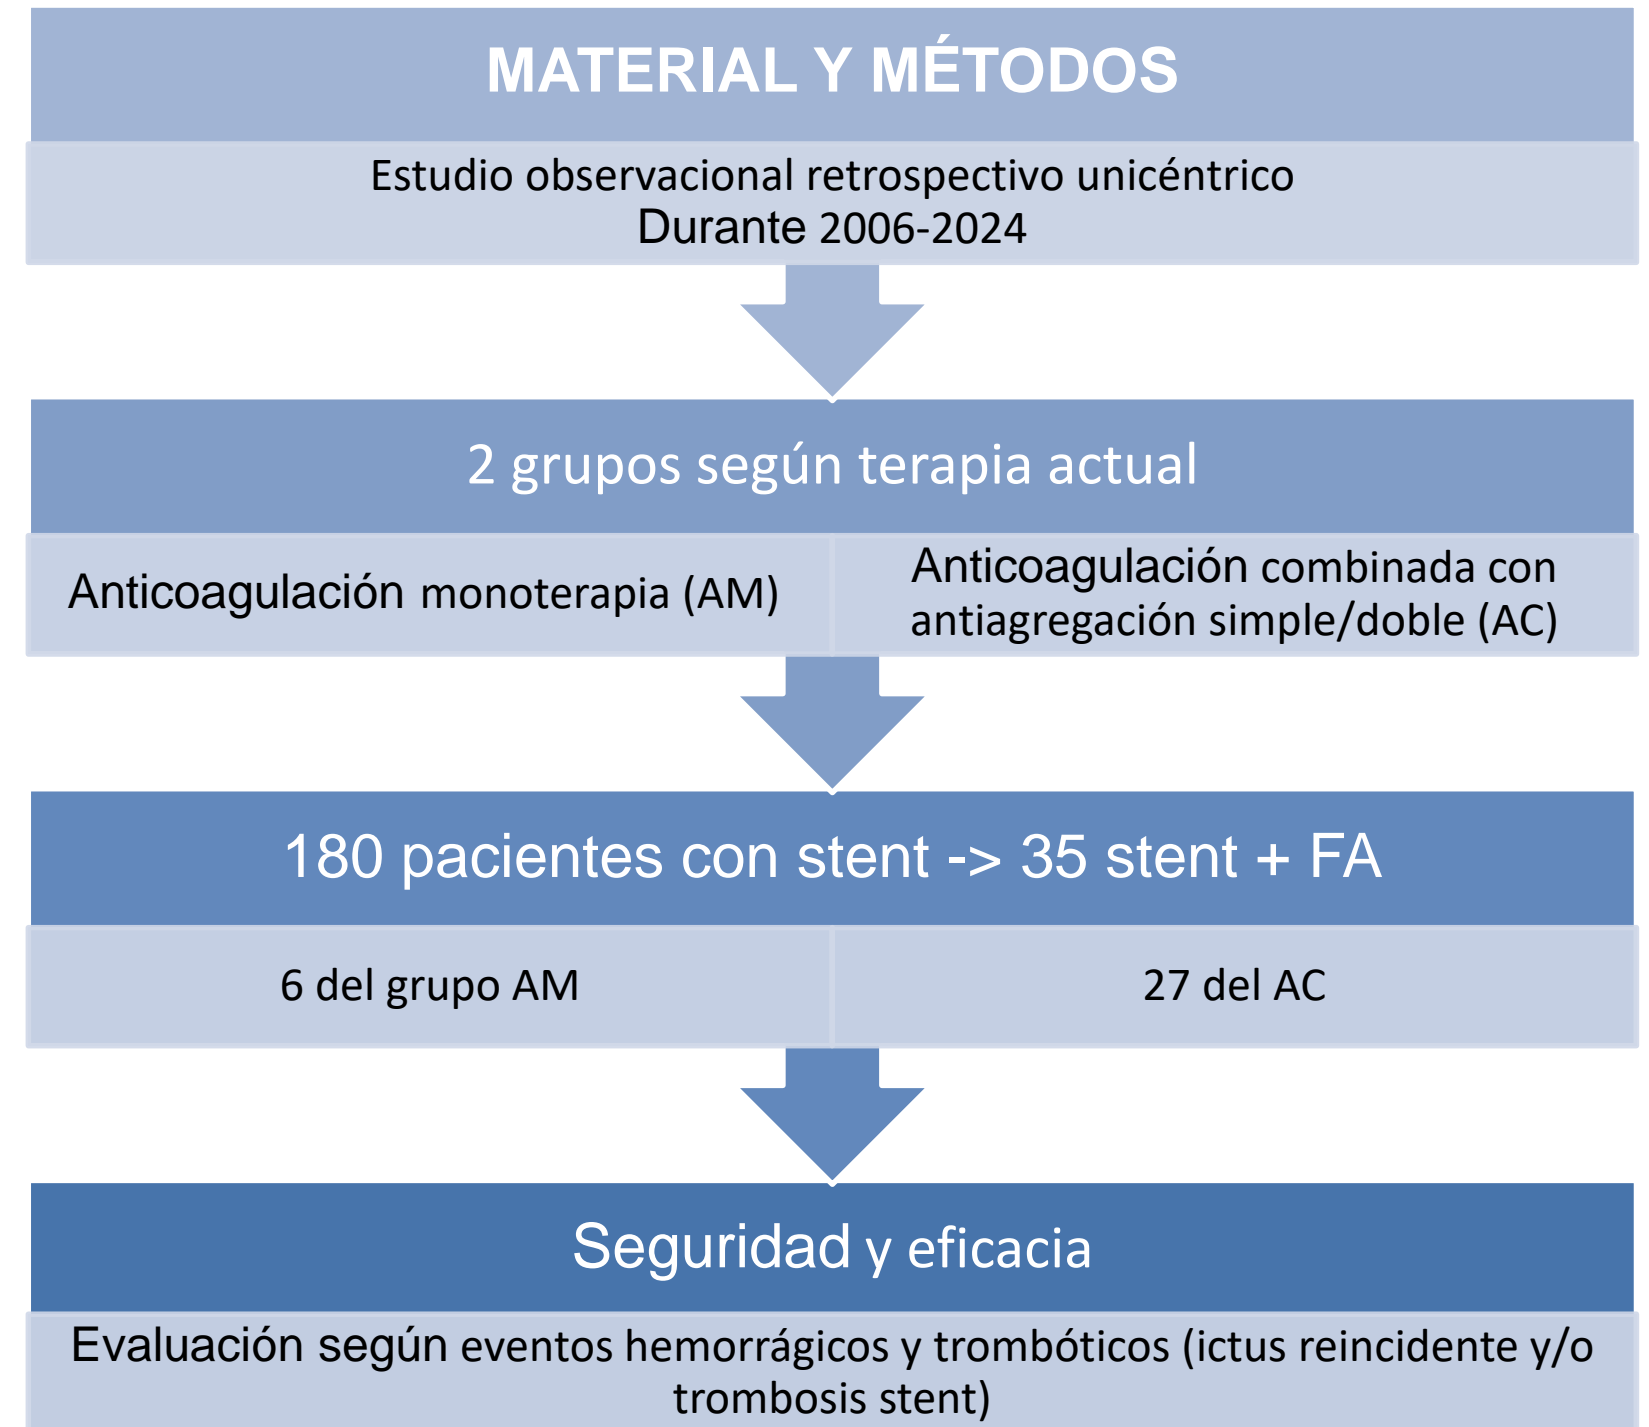 MATERIAL Y MÉTODOS
Estudio observacional retrospectivo unicéntrico
Durante 2006-2024
2 grupos según terapia actual
Anticoagulación monoterapia (AM)
Anticoagulación combinada con
antiagregación simple/doble (AC)
180 pacientes con stent -> 35 stent + FA
6 del grupo AM
27 del AC
Seguridad y eficacia
Evaluación según eventos hemorrágicos y trombóticos (ictus reincidente y/o
trombosis stent)